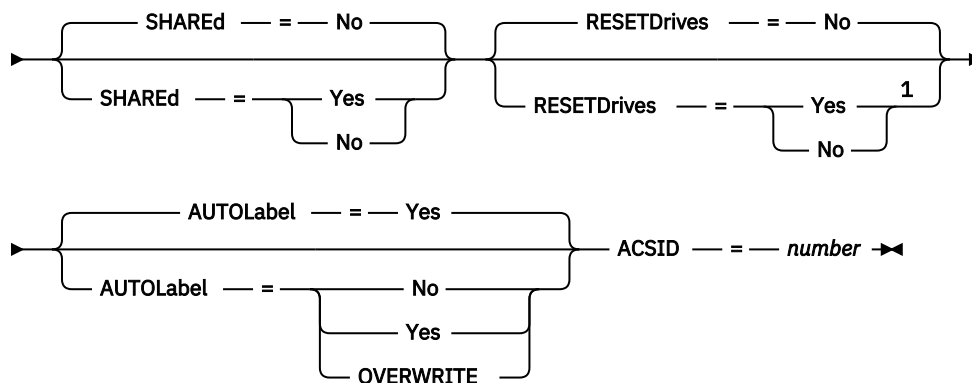 SHAREd = No RESETDrives = No
SHAREd = Yes RESETDrives = Yes 1
No No
AUTOLabel = Yes
ACSID = number
AUTOLabel = No
Yes
OVERWRITE